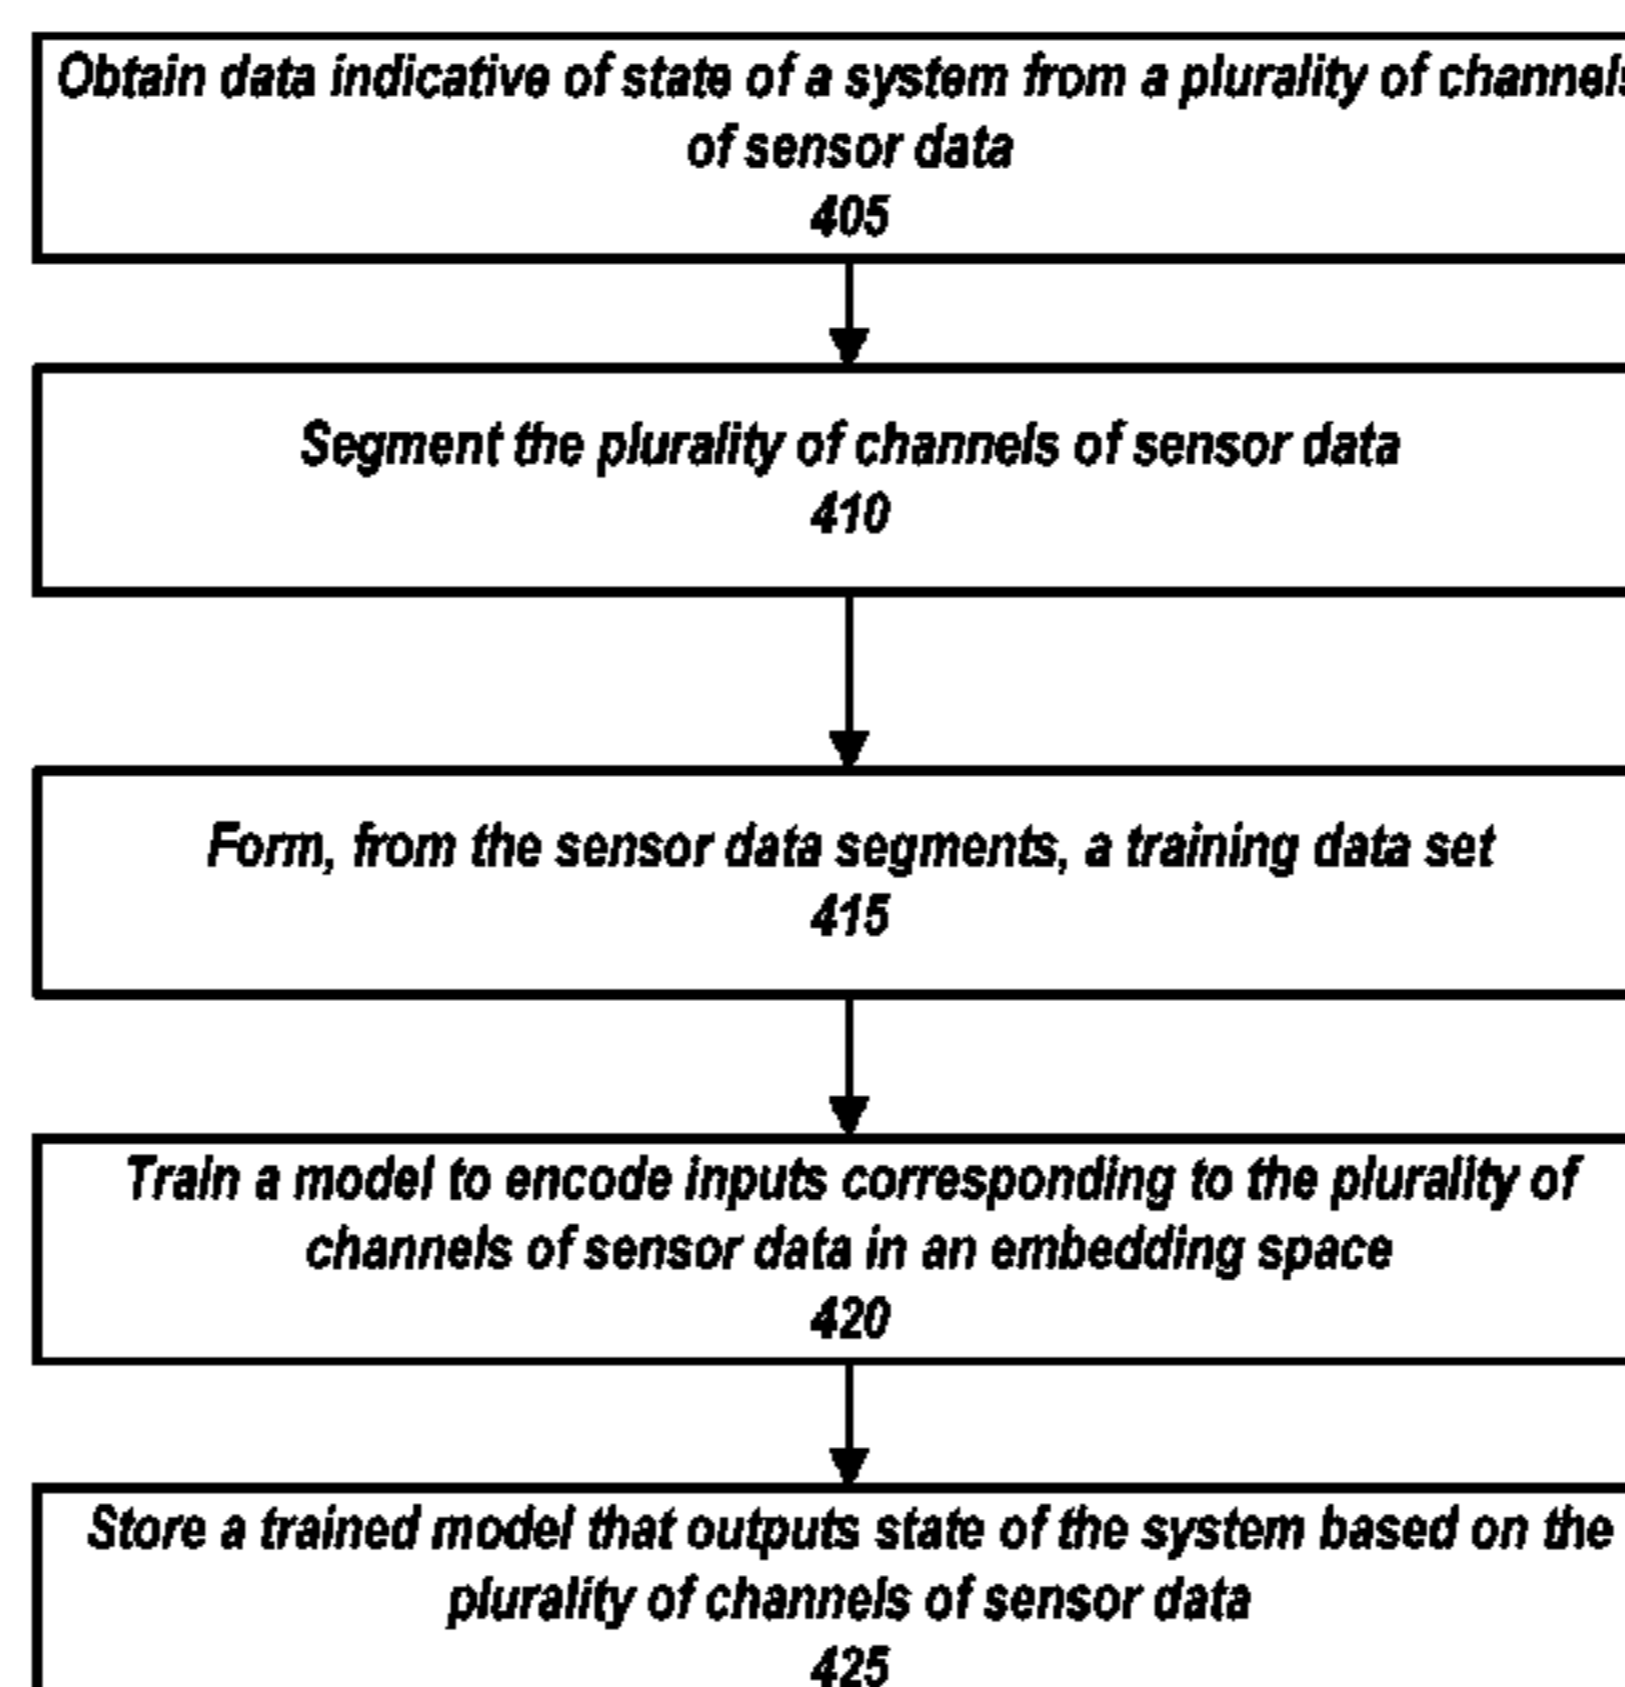 Obtain data indicative of state of a system from a plurality of channels
of sensor data
405
Segment the plurality of channels of sensor data
410
Form, from the sensor data segments, a training data set
415
Train a model to encode inputs corresponding to the plurality of
channels of sensor data in an embedding space
420
Store a trained model that outputs state of the system based on the
plurality of channels of sensor data
425